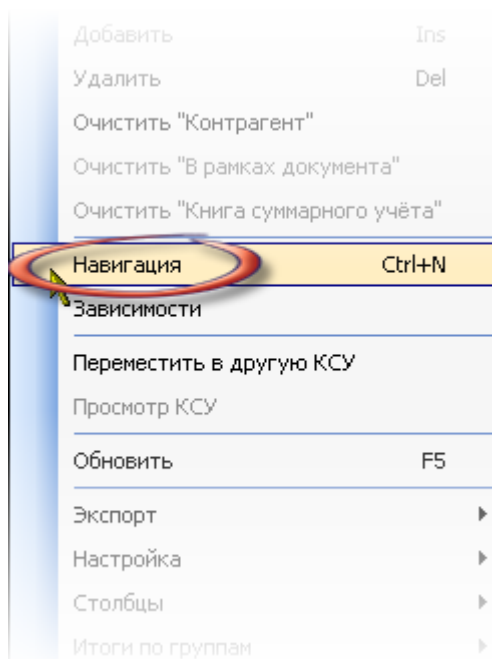 Добавить Ins
Удалить Del
Очистить "Контрагент"
Очистить "В рамках документа"
Очистить "Книга суммарного учёта"
Навигация Ctrl+N
Зависимости
Переместить в другую КСУ
Просмотр КСУ
Обновить F5
Экспорт
Настройка
Столбцы
Итоги по группам